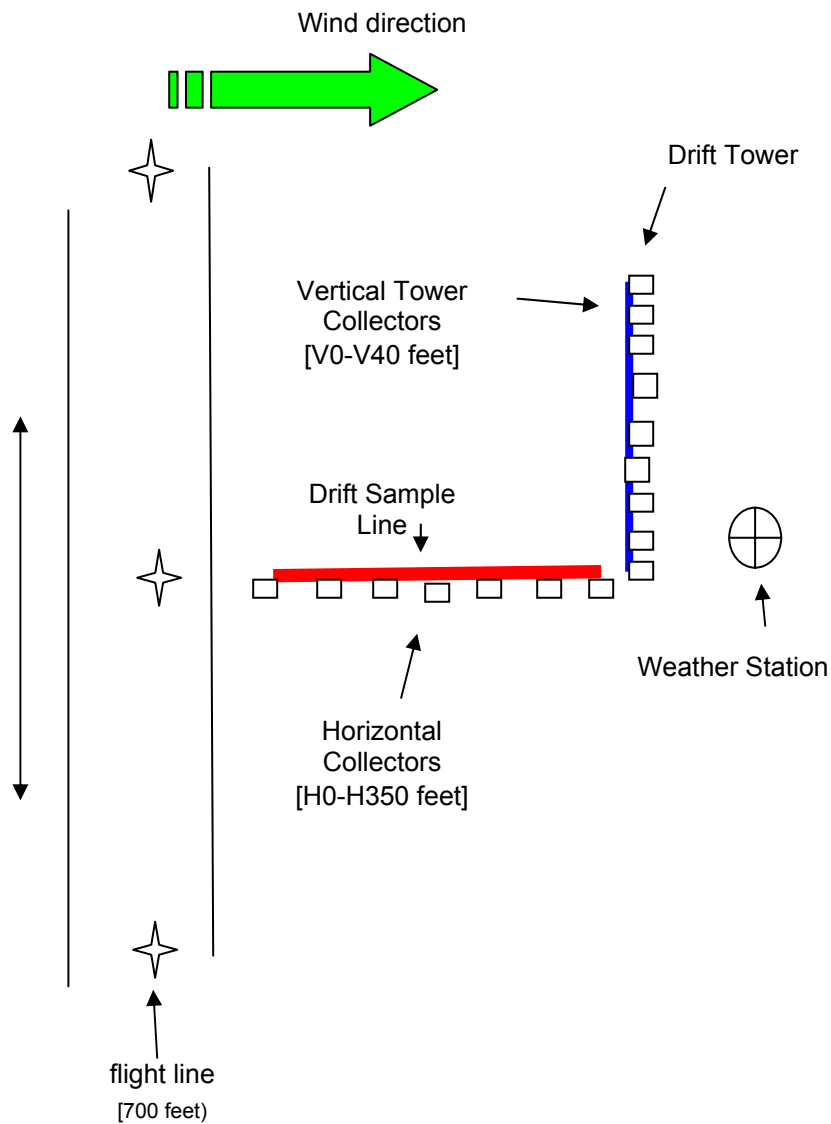 Wind direction
Drift Tower
Vertical Tower
Collectors
[V0-V40 feet]
Drift Sample
Line
Weather Station
Horizontal
Collectors
[H0-H350 feet]
flight line
[700 feet)